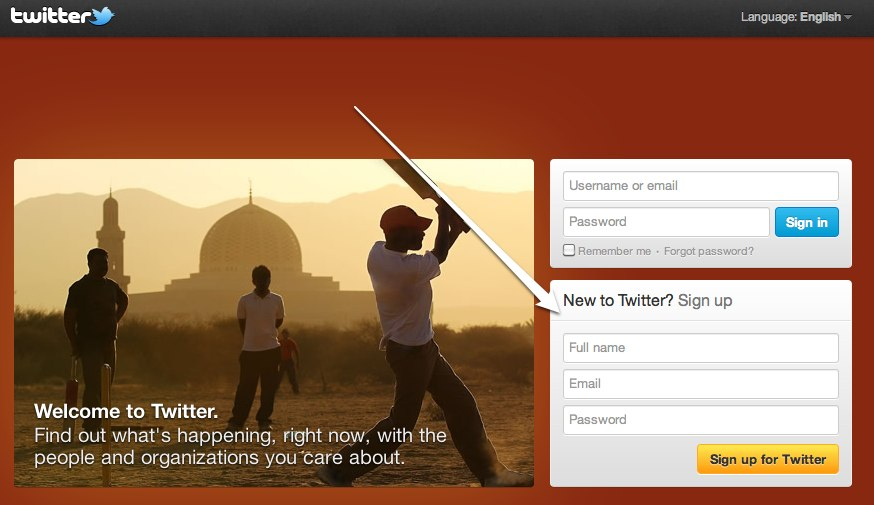 twitter
Language: English
Username or email
Password
Sign in
Remember me · Forgot password?
New to Twitter? Sign up
Full name
Email
Password
Sign up for Twitter
Welcome to Twitter.
Find out what's happening, right now, with the
people and organizations you care about.